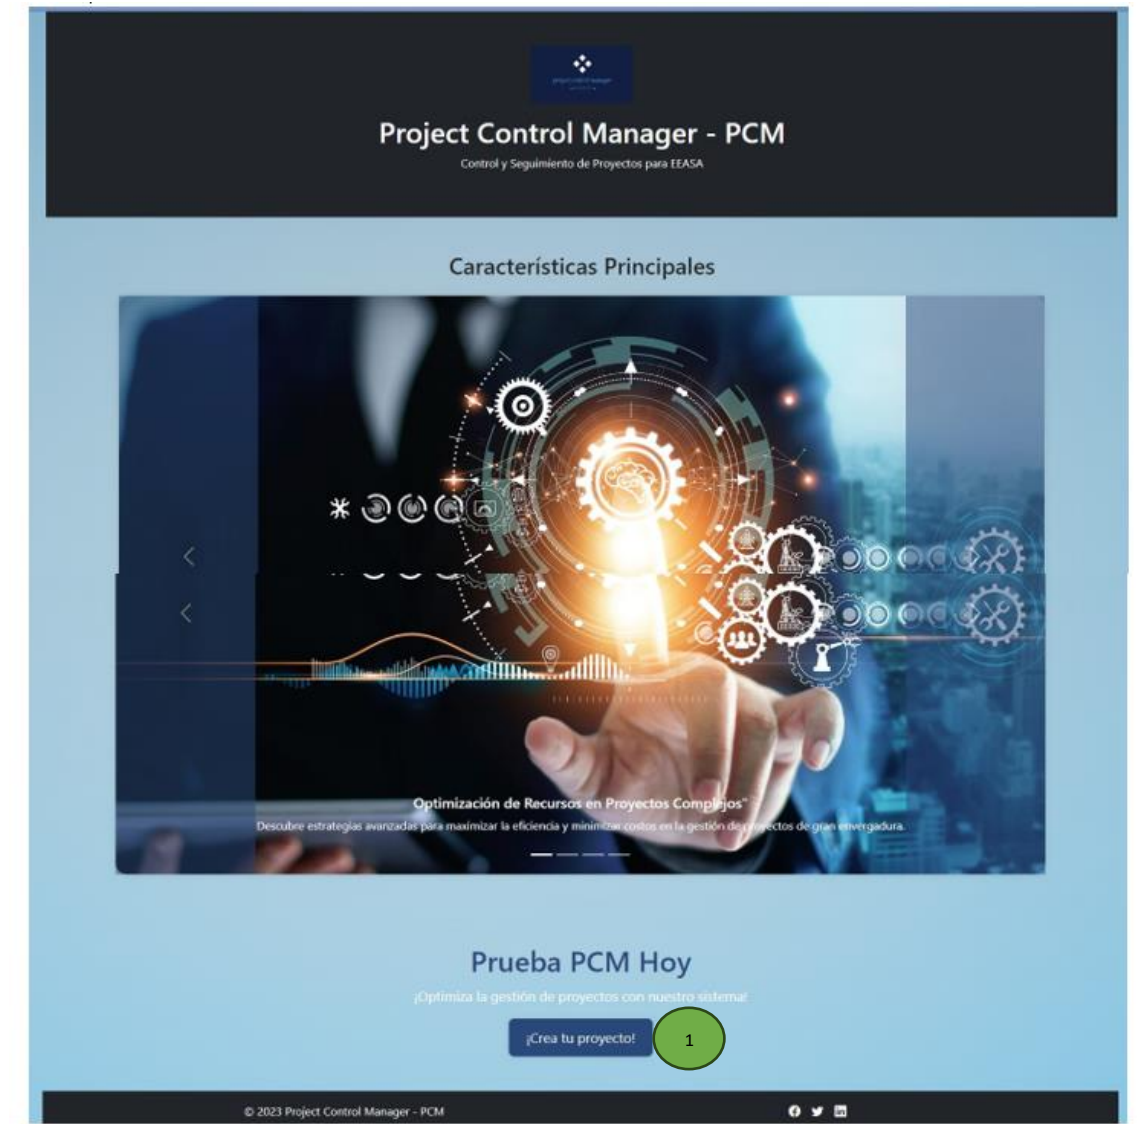 Project Control Manager - PCM
Control y Seguimiento de Proyectos para EEASA
Características Principales
Optimización de Recursos en Proyectos Complejos"
Descubre estrategias avanzadas para maximizar la eficiencia y minimizar costos en la gestión de proyectos de gran envergadura.
Prueba PCM Hoy
¡Optimiza la gestión de proyectos con nuestro sistema!
¡Crea tu proyecto!
1
© 2023 Project Control Manager - PCM